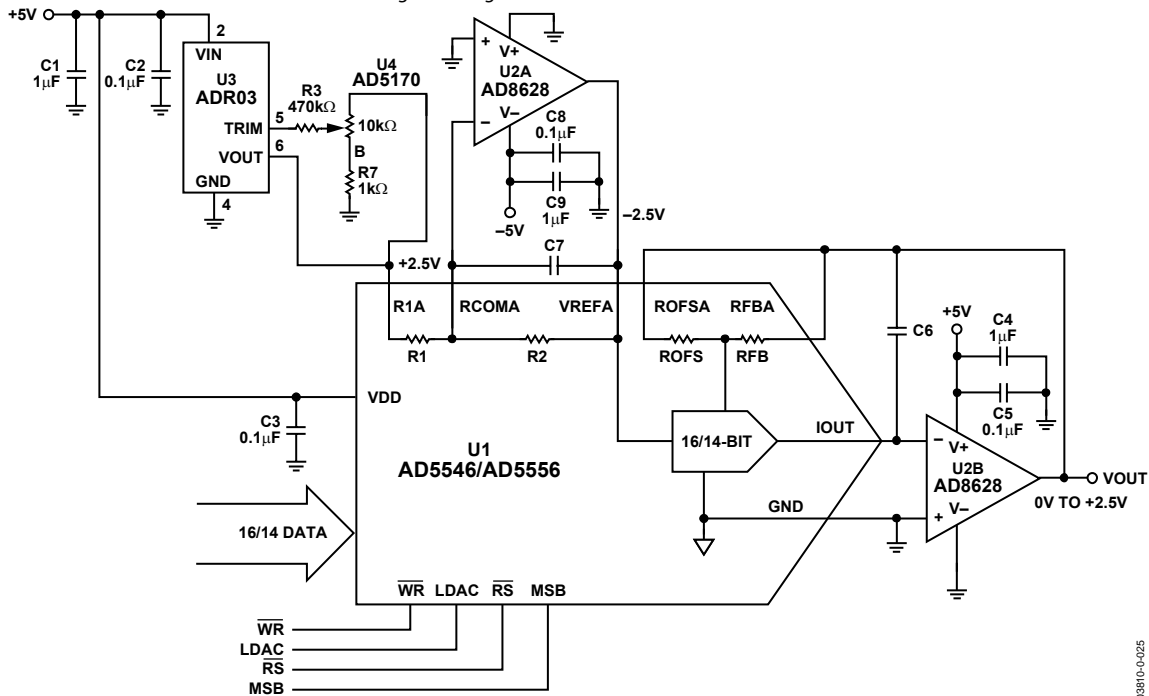 +5V
2
VIN
U3
ADR03
TRIM
5
VOUT
6
GND
4
C1
1µF
C2
0.1µF
R3
470kΩ
U4
AD5170
10kΩ
B
R7
1kΩ
+
V+
U2A
AD8628
V–
–
C8
0.1µF
C9
1µF
–5V
–2.5V
+2.5V
C7
R1A
RCOMA
VREFA
ROFSA
RFBA
R1
R2
ROFS
RFB
C6
+5V
C4
1µF
C5
0.1µF
VDD
C3
0.1µF
U1
AD5546/AD5556
16/14-BIT
IOUT
GND
–
V+
U2B
AD8628
+
V–
VOUT
0V TO +2.5V
16/14 DATA
WR LDAC RS MSB
WR
LDAC
RS
MSB
03810-0-025